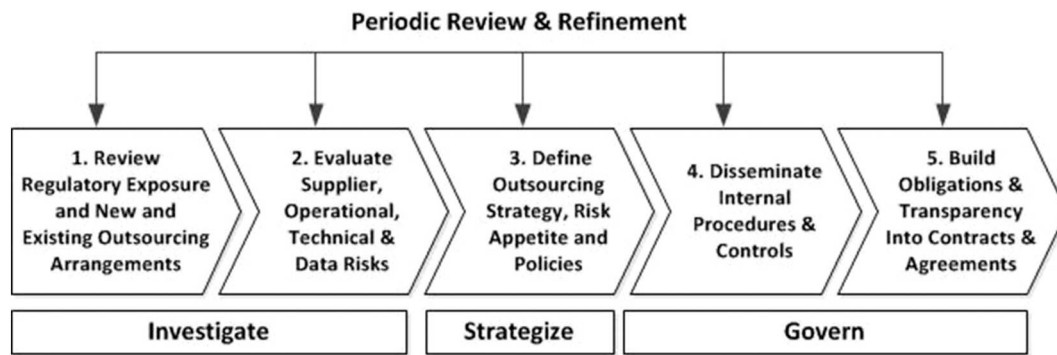 Periodic Review & Refinement
1. Review
Regulatory Exposure
and New and
Existing Outsourcing
Arrangements
2. Evaluate
Supplier,
Operational,
Technical &
Data Risks
3. Define
Outsourcing
Strategy, Risk
Appetite and
Policies
4. Disseminate
Internal
Procedures &
Controls
5. Build
Obligations &
Transparency
Into Contracts &
Agreements
Investigate
Strategize
Govern